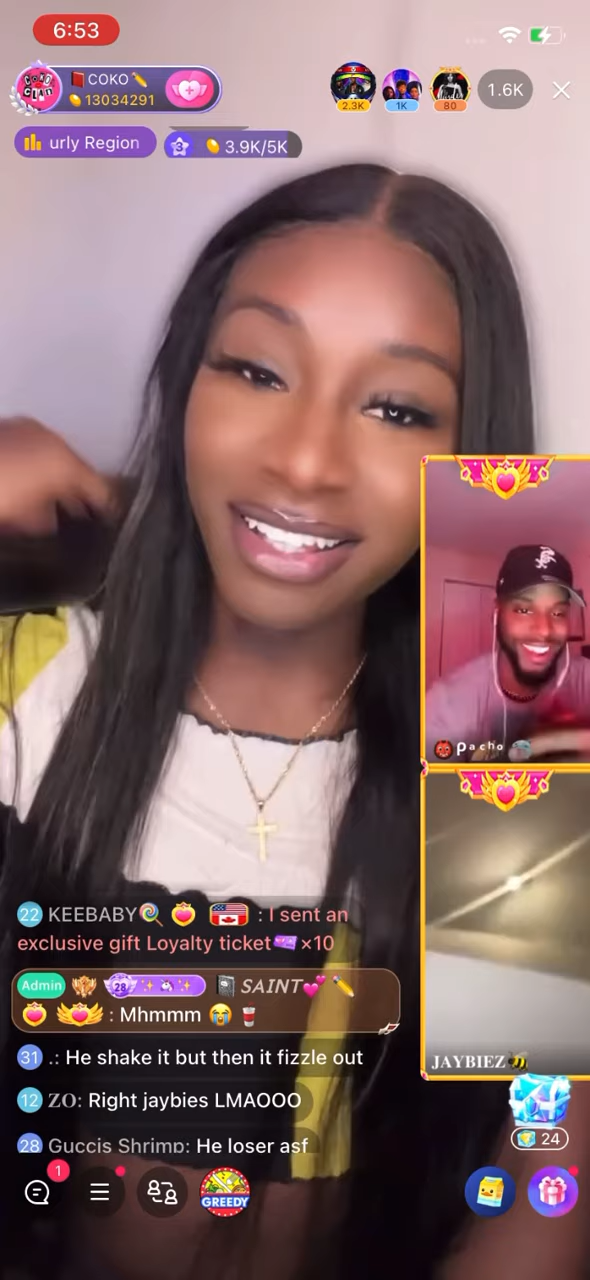 6:53
COKO
13034291
2.3K
1K
80
1.6K
urly Region
3
3.9K/5K
Pacho
22 KEEBABY : I sent an
exclusive gift Loyalty ticket ×10
Admin 28 SAINT
: Mhmmm
31 .: He shake it but then it fizzle out
JAYBIEZ
12 ZO: Right jaybies LMAOOO
24
28 Guccis Shrimp: He loser asf
1
GREEDY